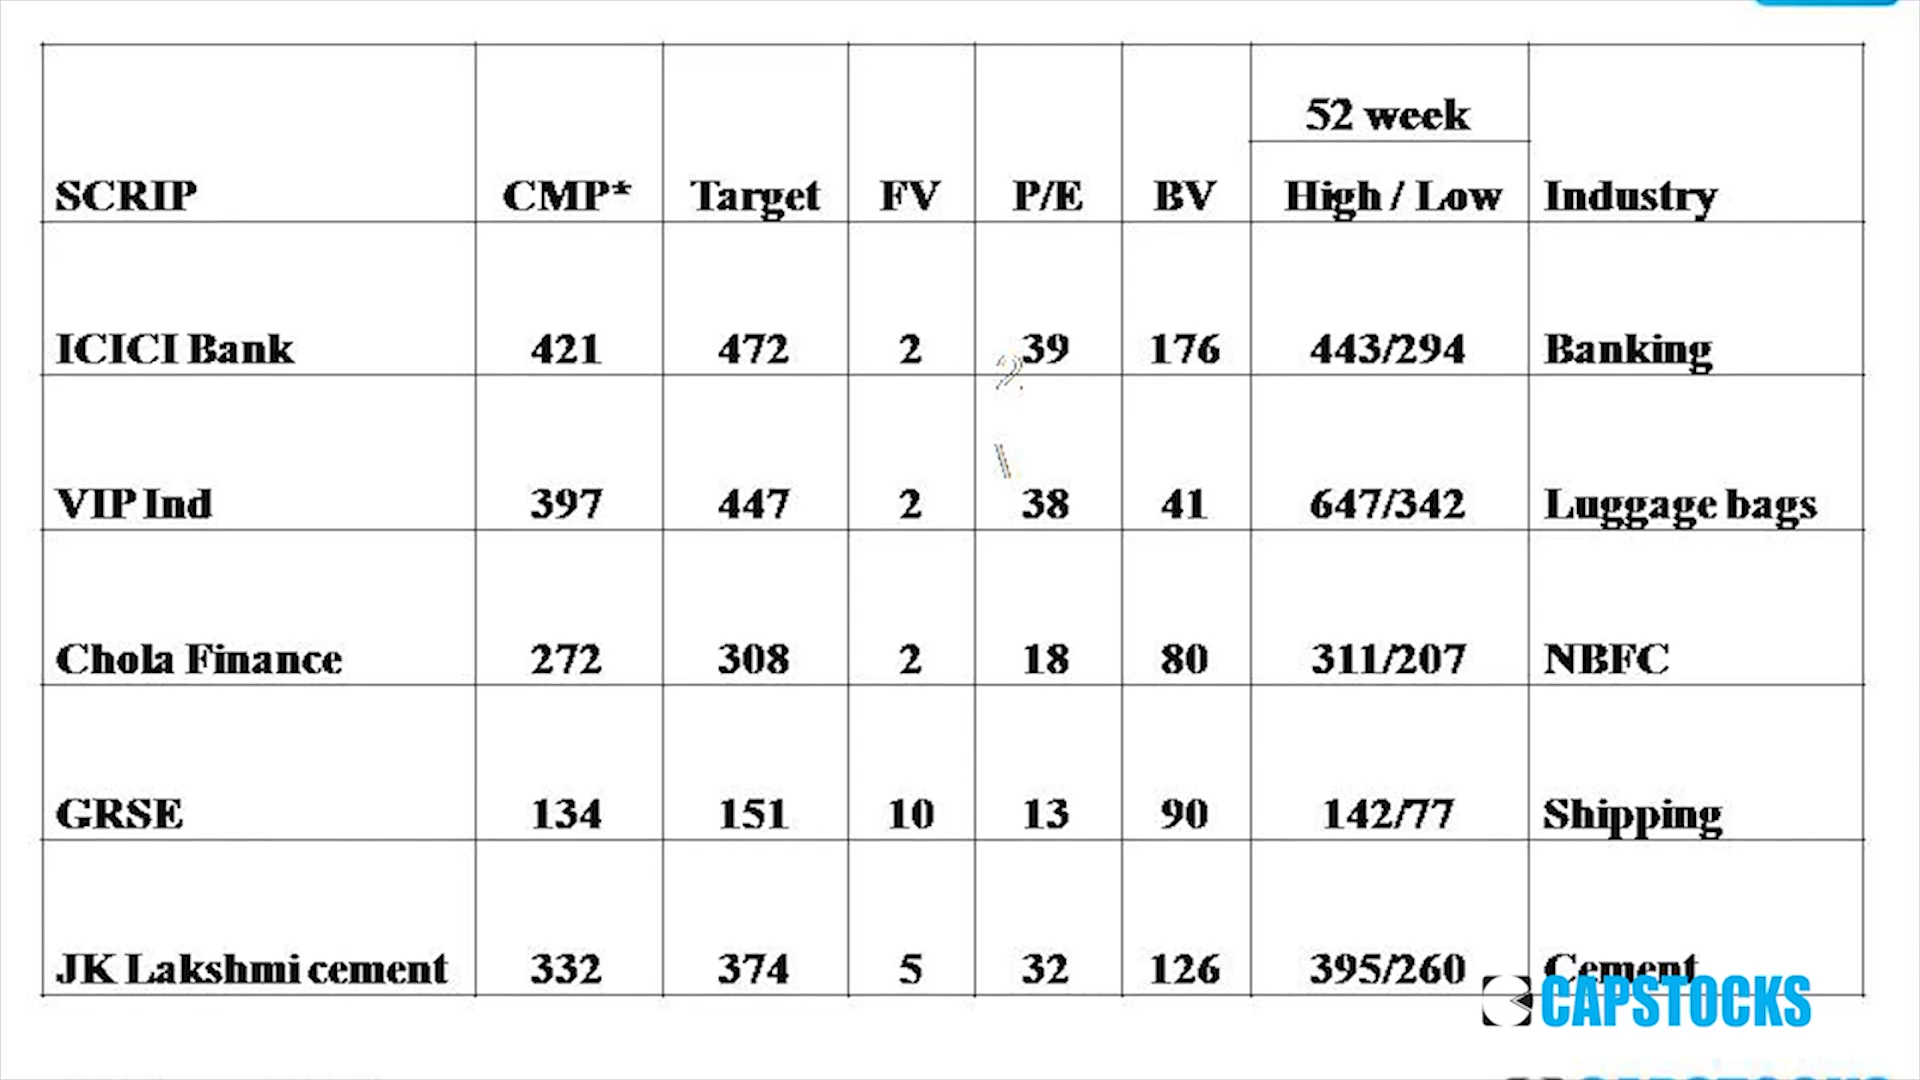 52 week
SCRIP CMP* Target FV P/E BV High / Low Industry
ICICI Bank 421 472 2 39 176 443/294 Banking
VIP Ind 397 447 2 38 41 647/342 Luggage bags
Chola Finance 272 308 2 18 80 311/207 NBFC
GRSE 134 151 10 13 90 142/77 Shipping
JK Lakshmi cement 332 374 5 32 126 395/260 Cement
CAPSTOCKS